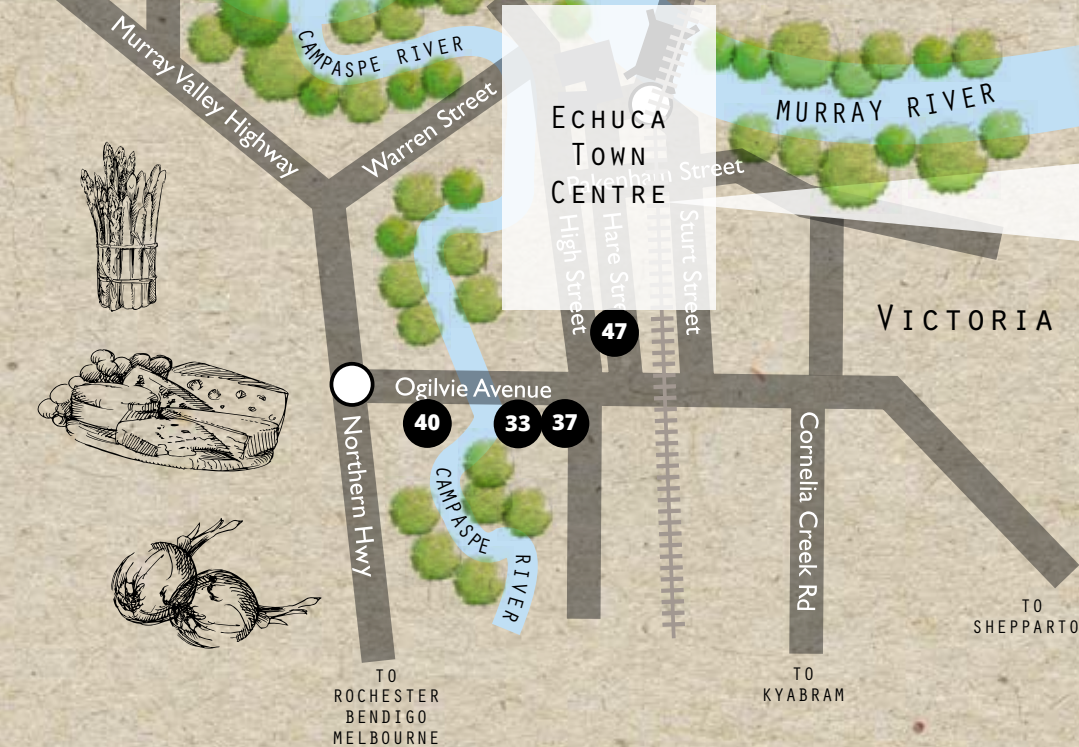 Murray Valley Highway
CAMPASPE RIVER
Warren Street
ECHUCA
TOWN
CENTRE
Pakenham Street
MURRAY RIVER
High Street
Hare Stre
Sturt Street
VICTORIA
47
Ogilvie Avenue
40
33
37
Northern Hwy
CAMPASPE RIVER
Cornelia Creek Rd
TO
SHEPPARTO
TO
ROCHESTER
BENDIGO
MELBOURNE
TO
KYABRAM